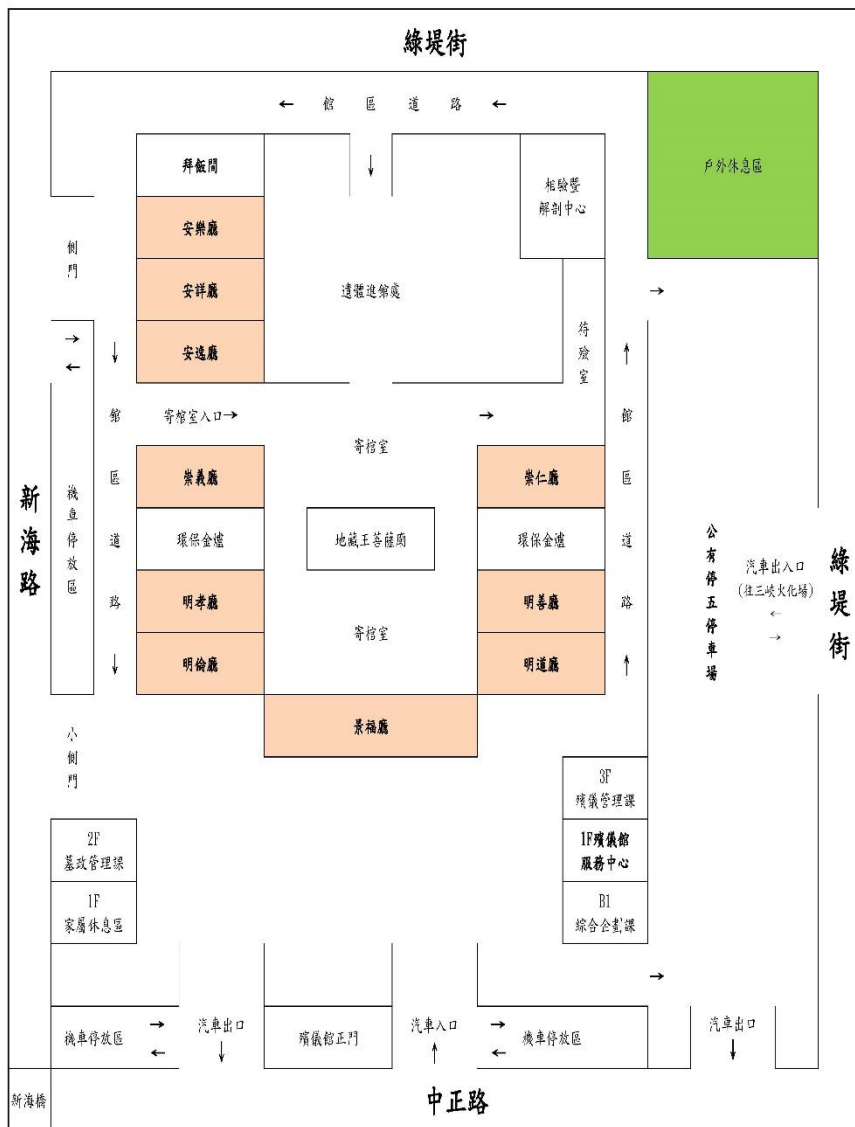 綠堤街
← 館區道路 ←
↓
拜飯間
相驗暨
解剖中心
戶外休息區
側門
安樂廳
安詳廳
安逸廳
遺體進館處
待殮室
→
→
←
↓
↑
館區道路
寄棺室入口→
→
寄棺室
館區道路
新海路
機車停放區
崇義廳
崇仁廳
環保金爐
地藏王菩薩廟
環保金爐
明孝廳
寄棺室
明善廳
明倫廳
明道廳
↓
↑
公有停五停車場
汽車出入口
(往三峽火化場)
←
→
綠堤街
景福廳
小側門
3F
殯儀管理課
1F殯儀館
服務中心
B1
綜合企劃課
2F
墓政管理課
1F
家屬休息區
→
機車停放區
→
←
汽車出口
↓
殯儀館正門
汽車入口
↑
→
←
機車停放區
汽車出口
↓
新海橋
中正路